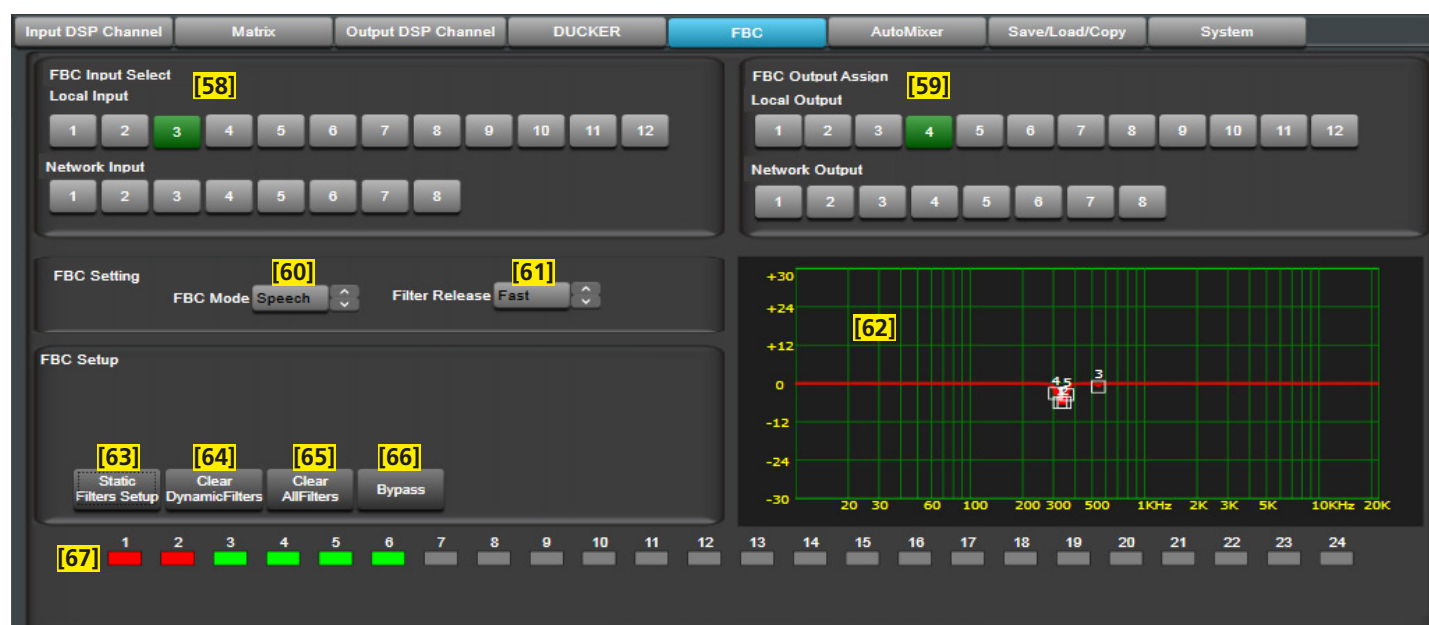 Input DSP Channel Matrix Output DSP Channel DUCKER FBC AutoMixer Save/Load/Copy System
FBC Input Select
[58]
Local Input
1 2 3 4 5 6 7 8 9 10 11 12
Network Input
1 2 3 4 5 6 7 8
FBC Output Assign
[59]
Local Output
1 2 3 4 5 6 7 8 9 10 11 12
Network Output
1 2 3 4 5 6 7 8
FBC Setting
[60] [61]
FBC Mode Speech Filter Release Fast
FBC Setup
[63] [64] [65] [66]
Static Filters Setup
Clear DynamicFilters
Clear AllFilters
Bypass
[62]
+30
+24
+12
0
-12
-24
-30
4 5 3
2
20 30 60 100 200 300 500 1KHz 2K 3K 5K 10KHz 20K
1 2 3 4 5 6 7 8 9 10 11 12 13 14 15 16 17 18 19 20 21 22 23 24
[67]